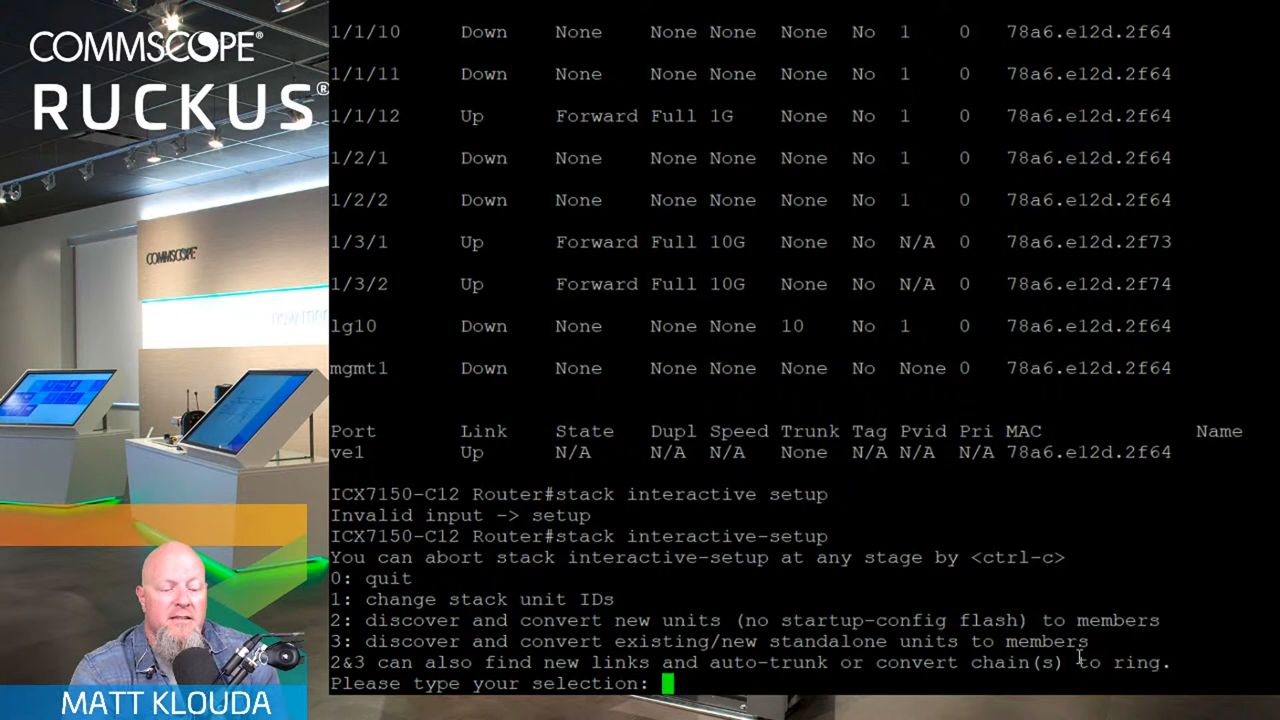 COMMSCOPE®
RUCKUS®
COMMSCOPE
1/1/10 Down None None None None No 1 0 78a6.e12d.2f64
1/1/11 Down None None None None No 1 0 78a6.e12d.2f64
1/1/12 Up Forward Full 1G None No 1 0 78a6.e12d.2f64
1/2/1 Down None None None None No 1 0 78a6.e12d.2f64
1/2/2 Down None None None None No 1 0 78a6.e12d.2f64
1/3/1 Up Forward Full 10G None No N/A 0 78a6.e12d.2f73
1/3/2 Up Forward Full 10G None No N/A 0 78a6.e12d.2f74
lg10 Down None None None 10 No 1 0 78a6.e12d.2f64
mgmt1 Down None None None None No None 0 78a6.e12d.2f64
Port Link State Dupl Speed Trunk Tag Pvid Pri MAC Name
ve1 Up N/A N/A N/A None N/A N/A N/A 78a6.e12d.2f64
ICX7150-C12 Router#stack interactive setup
Invalid input -> setup
ICX7150-C12 Router#stack interactive-setup
You can abort stack interactive-setup at any stage by <ctrl-c>
0: quit
1: change stack unit IDs
2: discover and convert new units (no startup-config flash) to members
3: discover and convert existing/new standalone units to members
2&3 can also find new links and auto-trunk or convert chain(s) to ring.
Please type your selection:
MATT KLOUDA